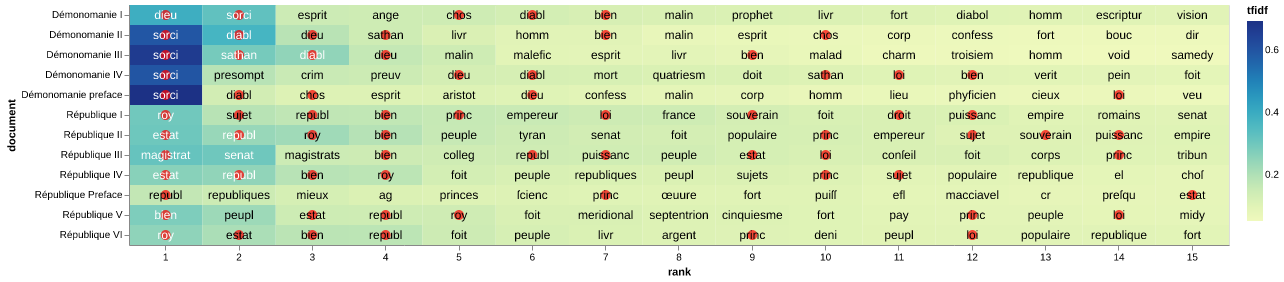 tfidf
Démonomanie I dieu sorci esprit ange chos diabl bien malin prophet livr fort diabol homm escriptur vision
Démonomanie II sorci diabl dieu sathan livr homm bien malin esprit chos corp confess fort bouc dir
Démonomanie III sorci sathan diabl dieu malin malefic esprit livr bien malad charm troisiem homm void samedy
Démonomanie IV sorci presompt crim preuv dieu diabl mort quatriesm doit sathan loi bien verit pein foit
Démonomanie preface sorci diabl chos esprit aristot dieu confess malin corp homm lieu phyficien cieux loi veu
République I roy sujet republ bien princ empereur loi france souverain foit droit puissanc empire romains senat
République II estat republ roy bien peuple tyran senat foit populaire princ empereur sujet souverain puissanc empire
République III magistrat senat magistrats bien colleg republ puissanc peuple estat loi conſeil foit corps princ tribun
République IV estat republ bien roy foit peuple republiques peupl sujets princ sujet populaire republique el choſ
République Preface republ republiques mieux ag princes ſcienc princ œuure fort puiſſ efl macciavel cr preſqu estat
République V bien peupl estat republ roy foit meridional septentrion cinquiesme fort pay princ peuple loi midy
République VI roy estat bien republ foit peuple livr argent princ deni peupl loi populaire republique fort
0.6
0.4
0.2
document
1 2 3 4 5 6 7 8 9 10 11 12 13 14 15
rank